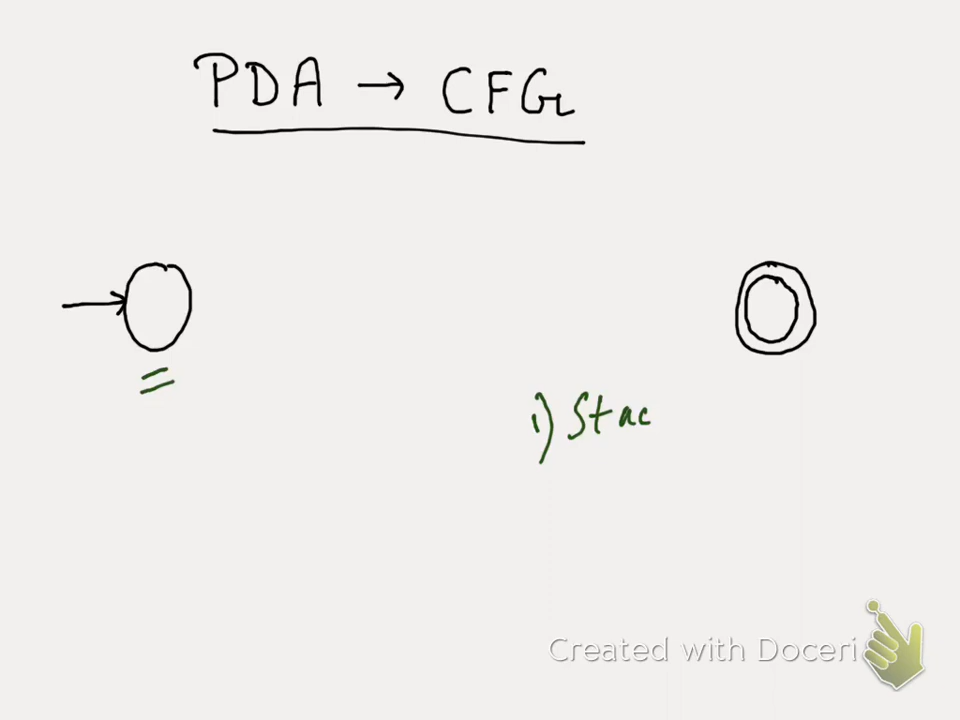 PDA → CFG
i) Stac
Created with Doceri